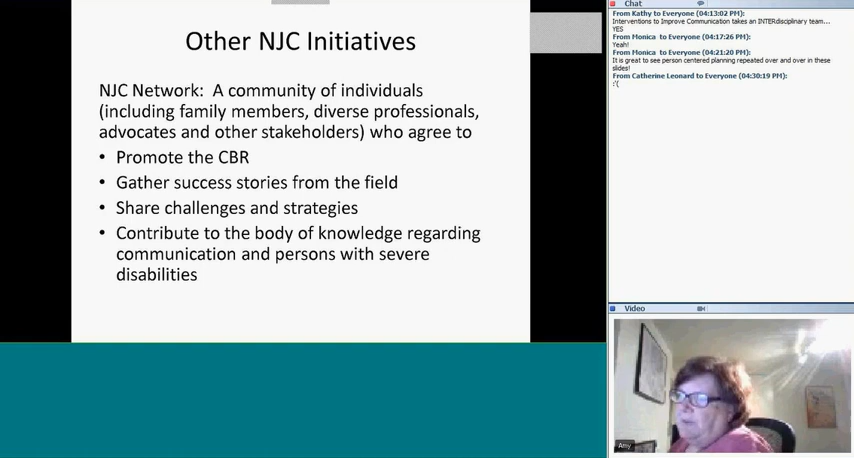 Other NJC Initiatives
NJC Network:  A community of individuals
(including family members, diverse professionals,
advocates and other stakeholders) who agree to
• Promote the CBR
• Gather success stories from the field
• Share challenges and strategies
• Contribute to the body of knowledge regarding
communication and persons with severe
disabilities
Chat
From Kathy to Everyone (04:13:02 PM):
Interventions to Improve Communication takes an INTERdisciplinary team...
YES
From Monica  to Everyone (04:17:26 PM):
Yeah!
From Monica  to Everyone (04:21:20 PM):
It is great to see person centered planning repeated over and over in these
slides!
From Catherine Leonard to Everyone (04:30:19 PM):
:'(
Video
Amy